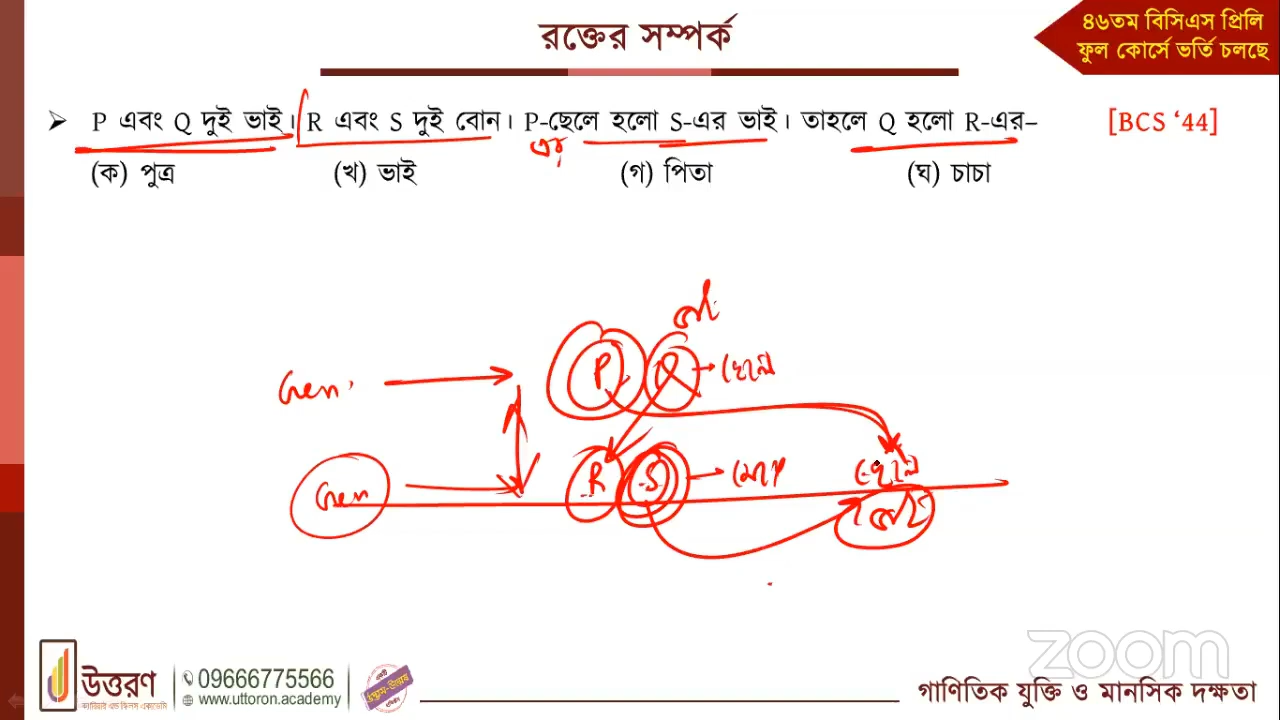 রক্তের সম্পর্ক
৪৬তম বিসিএস প্রিলি
ফুল কোর্সে ভর্তি চলছে
➤ P এবং Q দুই ভাই। R এবং S দুই বোন। P-ছেলে হলো S-এর ভাই। তাহলে Q হলো R-এর– [BCS ‘44]
এর
(ক) পুত্র (খ) ভাই (গ) পিতা (ঘ) চাচা
Gen P Q ছেলে
Gen R S মেয়ে ছেলে
ভাই
zoom
উত্তরণ
09666775566
www.uttoron.academy
গাণিতিক যুক্তি ও মানসিক দক্ষতা